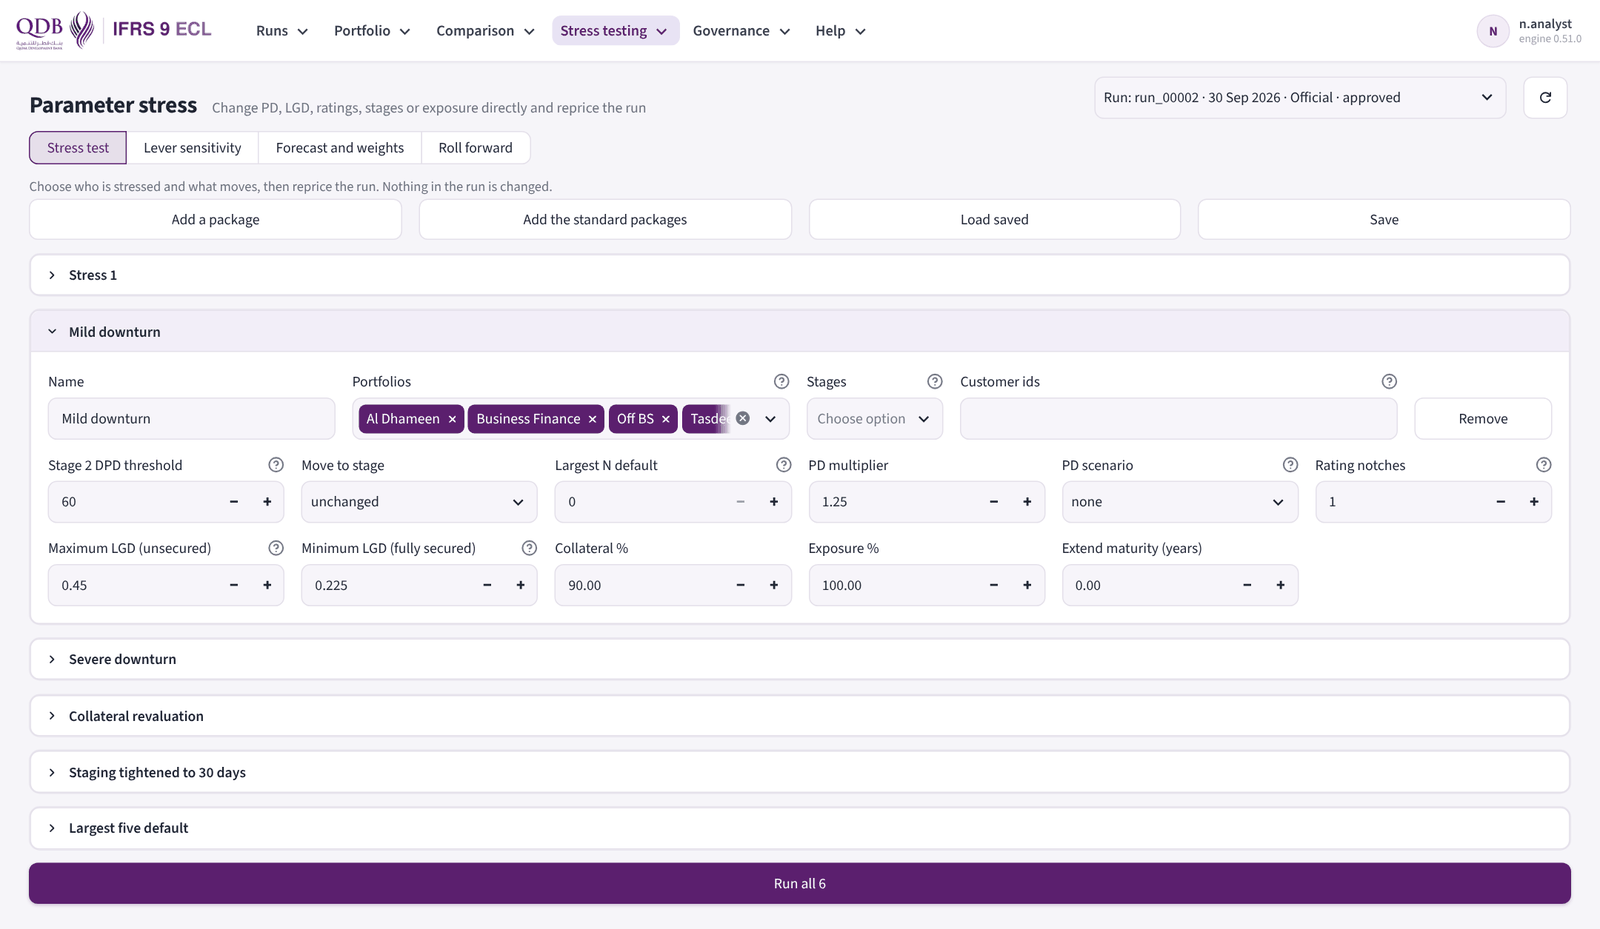 QDB
IFRS 9 ECL
Runs
Portfolio
Comparison
Stress testing
Governance
Help
N
n.analyst
engine 0.51.0
Parameter stress
Change PD, LGD, ratings, stages or exposure directly and reprice the run
Run: run_00002 · 30 Sep 2026 · Official · approved
Stress test
Lever sensitivity
Forecast and weights
Roll forward
Choose who is stressed and what moves, then reprice the run. Nothing in the run is changed.
Add a package
Add the standard packages
Load saved
Save
Stress 1
Mild downturn
Name
Portfolios
Stages
Customer ids
Mild downturn
Al Dhameen
Business Finance
Off BS
Choose option
Remove
Stage 2 DPD threshold
Move to stage
Largest N default
PD multiplier
PD scenario
Rating notches
60
unchanged
0
1.25
none
1
Maximum LGD (unsecured)
Minimum LGD (fully secured)
Collateral %
Exposure %
Extend maturity (years)
0.45
0.225
90.00
100.00
0.00
Severe downturn
Collateral revaluation
Staging tightened to 30 days
Largest five default
Run all 6